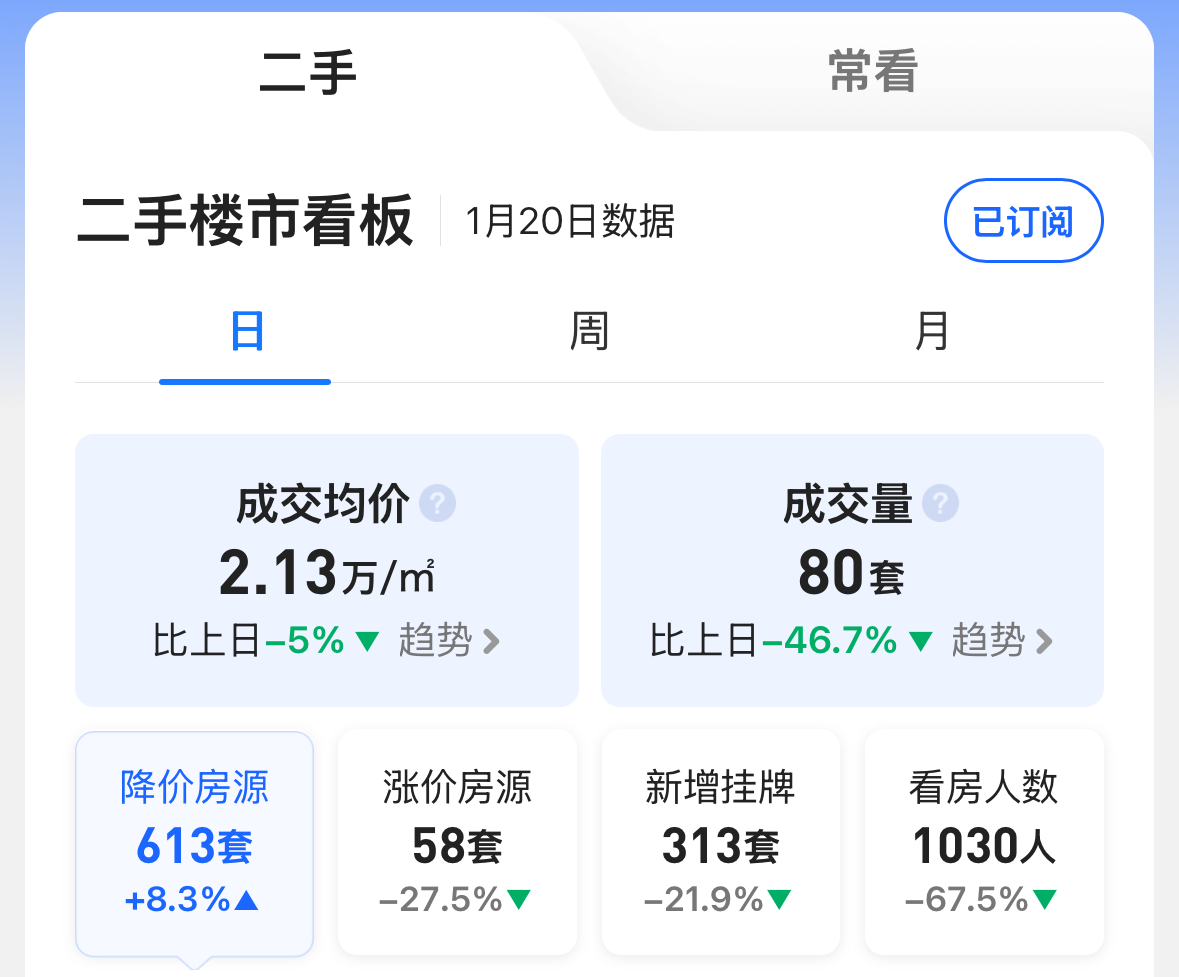 二手
常看
二手楼市看板
1月20日数据
已订阅
日
周
月
成交均价 ?
2.13万/㎡
比上日-5%▼ 趋势 >
成交量 ?
80套
比上日-46.7%▼ 趋势 >
降价房源
613套
+8.3%▲
涨价房源
58套
-27.5%▼
新增挂牌
313套
-21.9%▼
看房人数
1030人
-67.5%▼